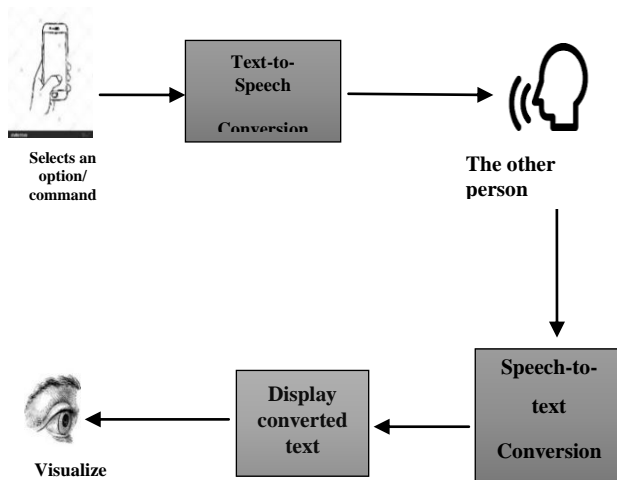 Text-to-
Speech
Conversion
Selects an
option/
command
The other
person
Speech-to-
text
Conversion
Display
converted
text
Visualize